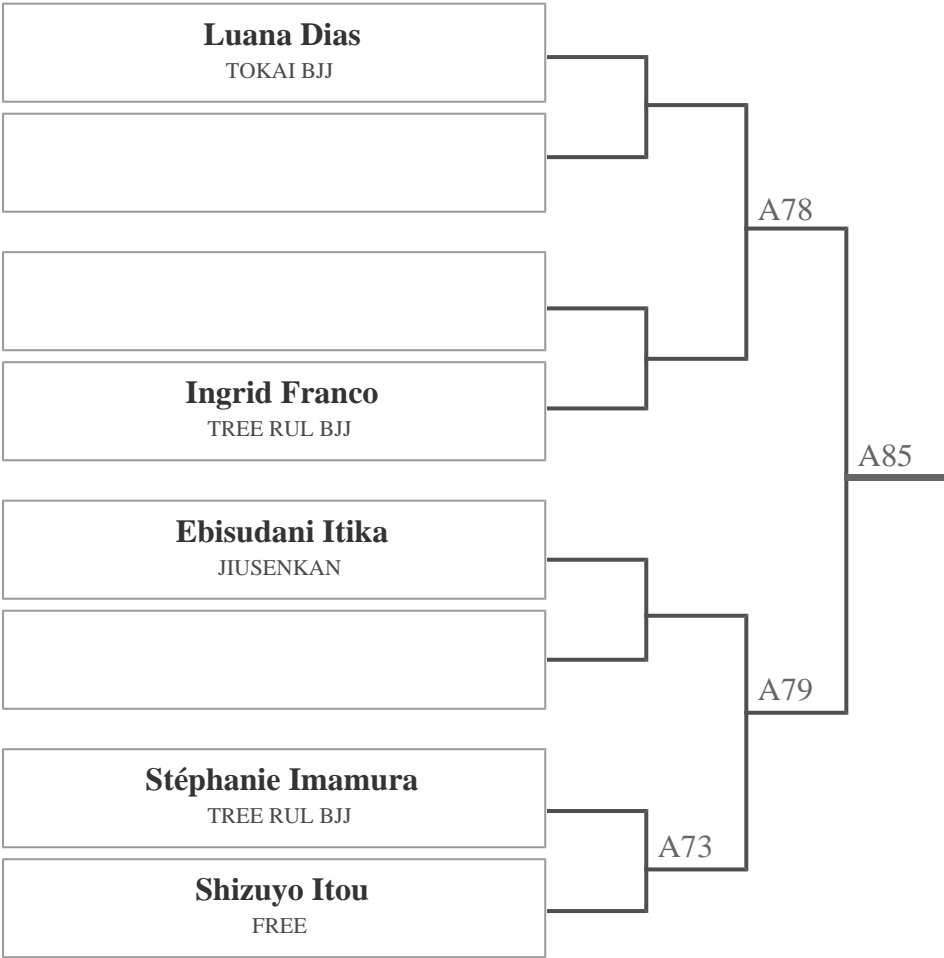 Luana Dias
TOKAI BJJ
A78
Ingrid Franco
TREE RUL BJJ
A85
Ebisudani Itika
JIUSENKAN
A79
Stéphanie Imamura
TREE RUL BJJ
A73
Shizuyo Itou
FREE